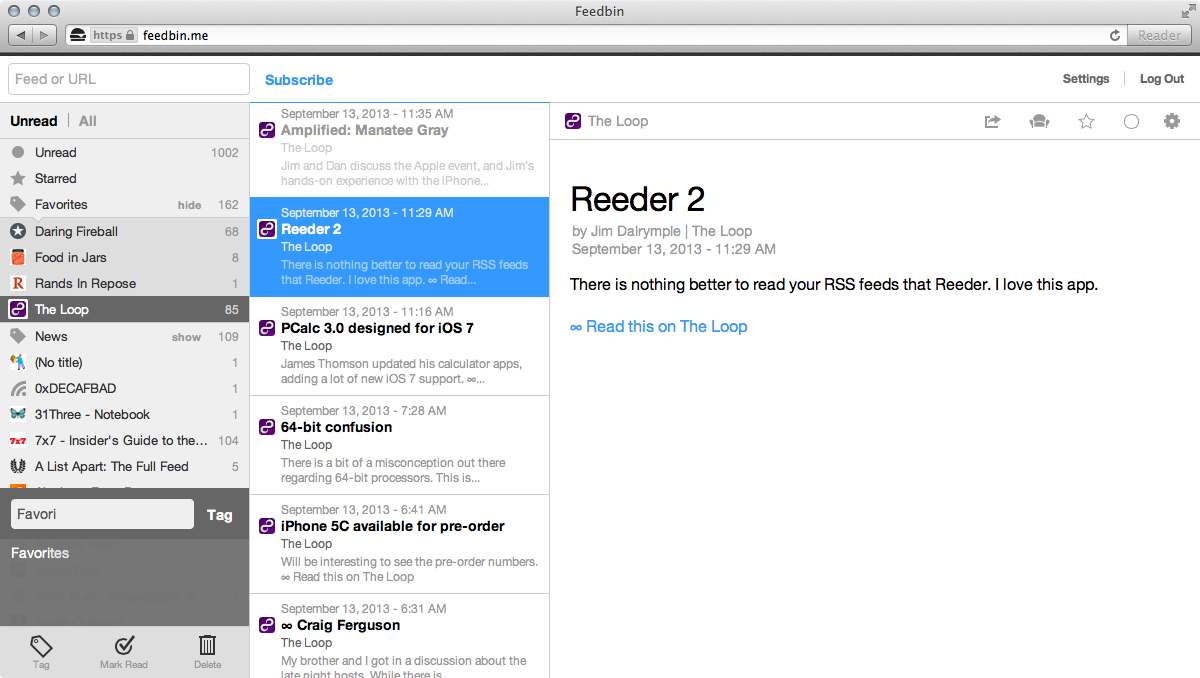 Feedbin
https feedbin.me
Reader
Feed or URL
Subscribe
Settings
Log Out
Unread
All
Unread 1002
Starred
Favorites hide 162
Daring Fireball 68
Food in Jars 8
R Rands In Repose 1
The Loop 85
News show 109
(No title) 1
0xDECAFBAD 1
31Three - Notebook 1
7x7 7x7 - Insider's Guide to the... 104
A List Apart: The Full Feed 5
Favori
Tag
Favorites
Tag
Mark Read
Delete
September 13, 2013 - 11:35 AM
Amplified: Manatee Gray
The Loop
Jim and Dan discuss the Apple event, and Jim's
hands-on experience with the iPhone...
September 13, 2013 - 11:29 AM
Reeder 2
The Loop
There is nothing better to read your RSS feeds
that Reeder. I love this app. ∞ Read...
September 13, 2013 - 11:16 AM
PCalc 3.0 designed for iOS 7
The Loop
James Thomson updated his calculator apps,
adding a lot of new iOS 7 support. ∞...
September 13, 2013 - 7:28 AM
64-bit confusion
The Loop
There is a bit of a misconception out there
regarding 64-bit processors. This is...
September 13, 2013 - 6:41 AM
iPhone 5C available for pre-order
The Loop
Will be interesting to see the pre-order numbers.
∞ Read this on The Loop
September 13, 2013 - 6:31 AM
∞ Craig Ferguson
The Loop
My brother and I got in a discussion about the
late night hosts. While there is
The Loop
Reeder 2
by Jim Dalrymple | The Loop
September 13, 2013 - 11:29 AM
There is nothing better to read your RSS feeds that Reeder. I love this app.
∞ Read this on The Loop